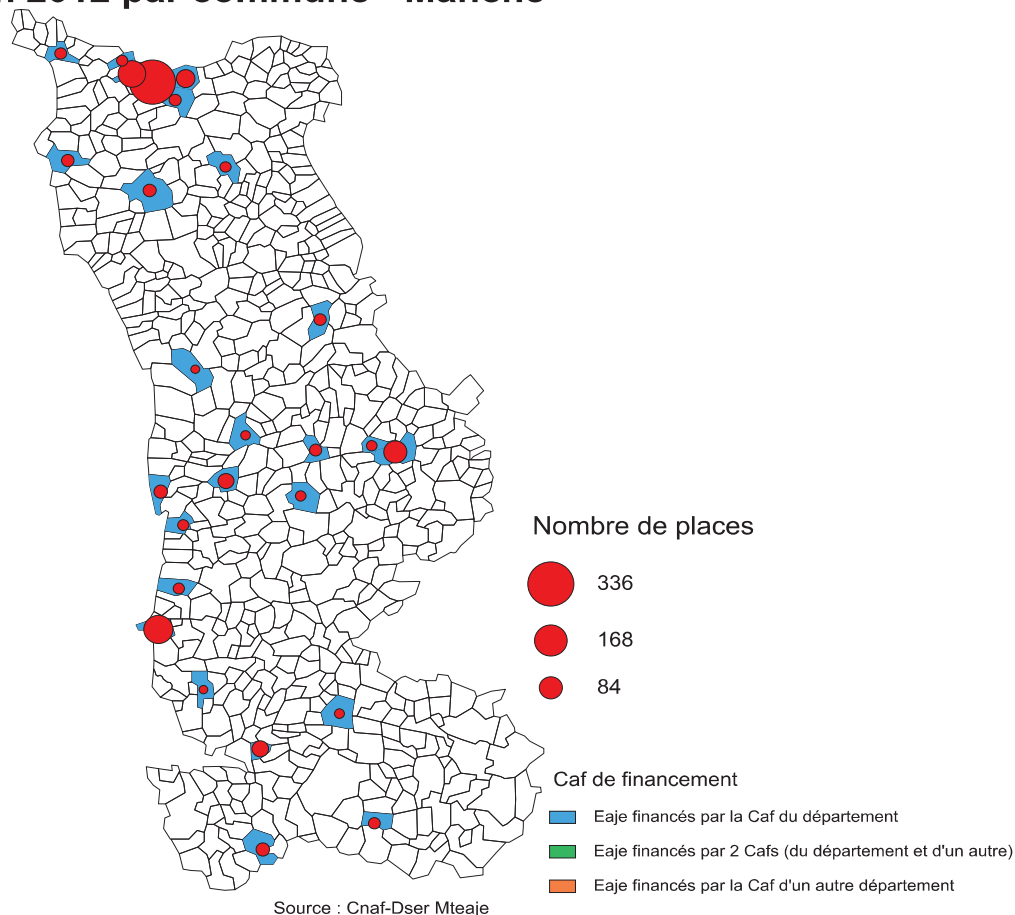 2012 par commune - Manche
Nombre de places
336
168
84
Caf de financement
Eaje financés par la Caf du département
Eaje financés par 2 Cafs (du département et d'un autre)
Eaje financés par la Caf d'un autre département
Source : Cnaf-Dser Mteaje